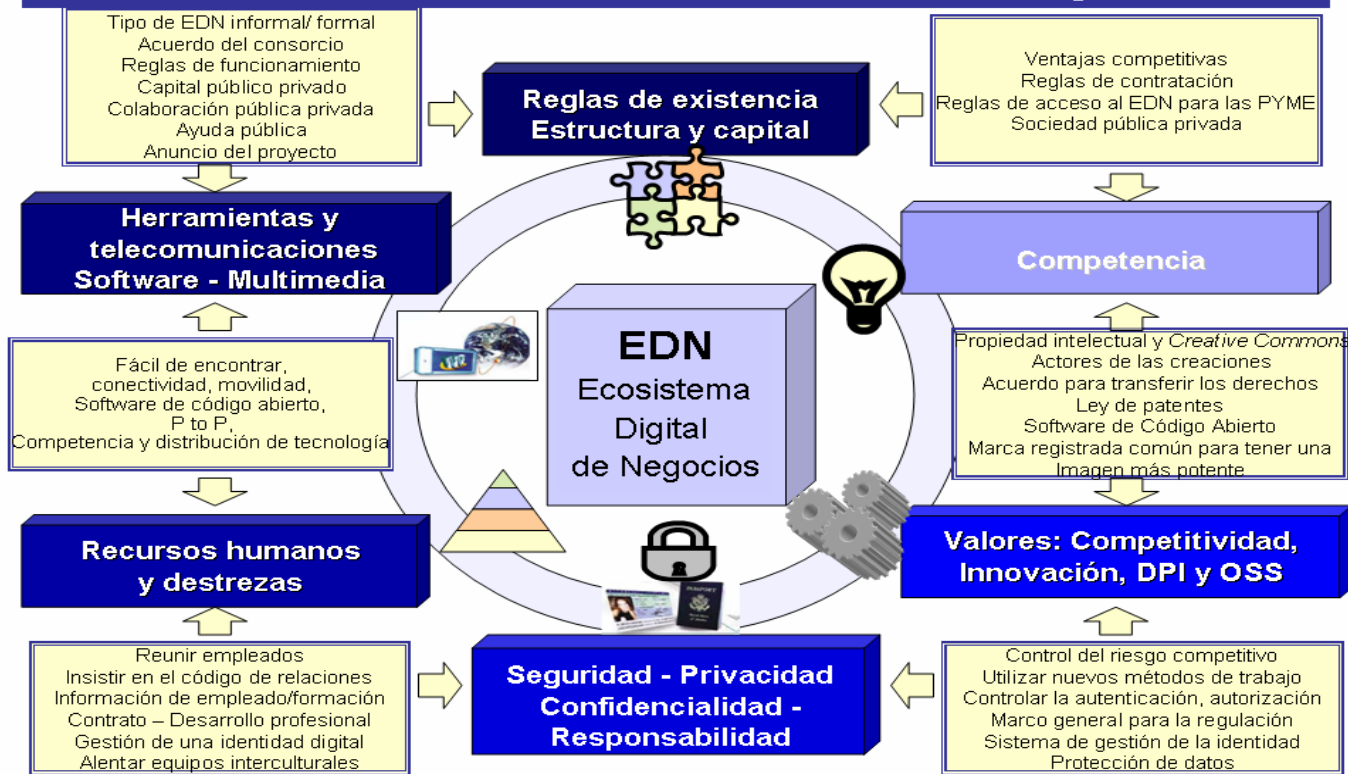 Tipo de EDN informal/ formal
Acuerdo del consorcio
Reglas de funcionamiento
Capital público privado
Colaboración pública privada
Ayuda pública
Anuncio del proyecto
Reglas de existencia
Estructura y capital
Ventajas competitivas
Reglas de contratación
Reglas de acceso al EDN para las PYME
Sociedad pública privada
Herramientas y
telecomunicaciones
Software - Multimedia
Competencia
EDN
Ecosistema
Digital
de Negocios
Fácil de encontrar,
conectividad, movilidad,
Software de código abierto,
P to P,
Competencia y distribución de tecnología
Propiedad intelectual y Creative Commons
Actores de las creaciones
Acuerdo para transferir los derechos
Ley de patentes
Software de Código Abierto
Marca registrada común para tener una
Imagen más potente
Recursos humanos
y destrezas
Valores: Competitividad,
Innovación, DPI y OSS
PASSPORT
Reunir empleados
Insistir en el código de relaciones
Información de empleado/formación
Contrato – Desarrollo profesional
Gestión de una identidad digital
Alentar equipos interculturales
Seguridad - Privacidad
Confidencialidad -
Responsabilidad
Control del riesgo competitivo
Utilizar nuevos métodos de trabajo
Controlar la autenticación, autorización
Marco general para la regulación
Sistema de gestión de la identidad
Protección de datos